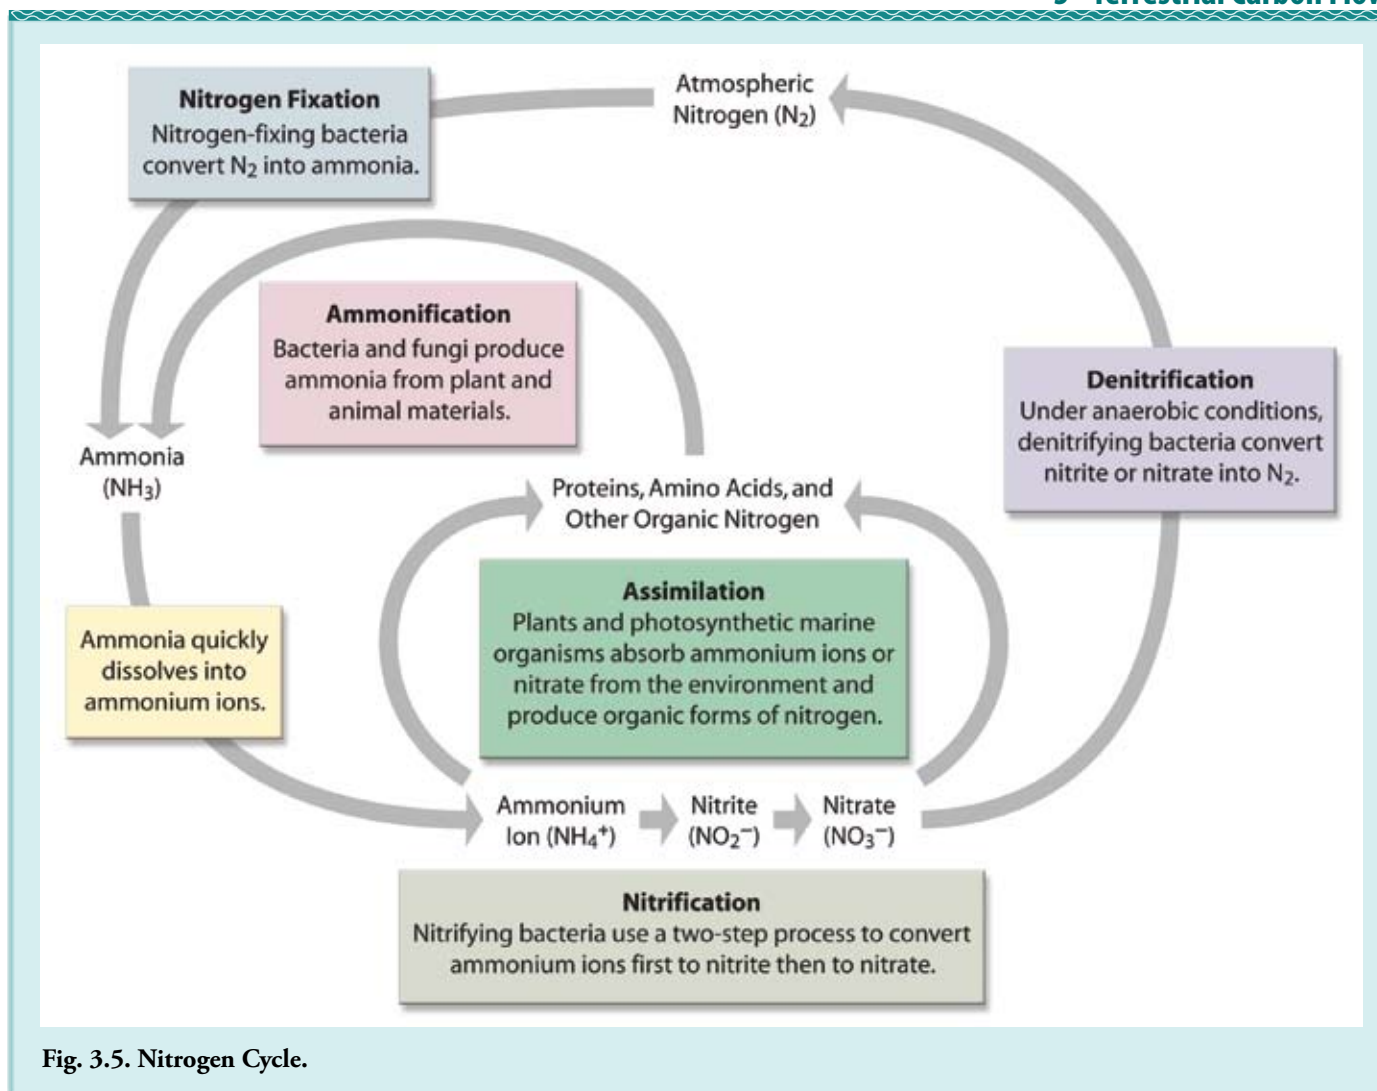 Nitrogen Fixation
Nitrogen-fixing bacteria
convert N₂ into ammonia.
Atmospheric
Nitrogen (N₂)
Ammonification
Bacteria and fungi produce
ammonia from plant and
animal materials.
Denitrification
Under anaerobic conditions,
denitrifying bacteria convert
nitrite or nitrate into N₂.
Ammonia
(NH₃)
Proteins, Amino Acids, and
Other Organic Nitrogen
Assimilation
Plants and photosynthetic marine
organisms absorb ammonium ions or
nitrate from the environment and
produce organic forms of nitrogen.
Ammonia quickly
dissolves into
ammonium ions.
Ammonium
Ion (NH₄⁺)
Nitrite
(NO₂⁻)
Nitrate
(NO₃⁻)
Nitrification
Nitrifying bacteria use a two-step process to convert
ammonium ions first to nitrite then to nitrate.
Fig. 3.5. Nitrogen Cycle.